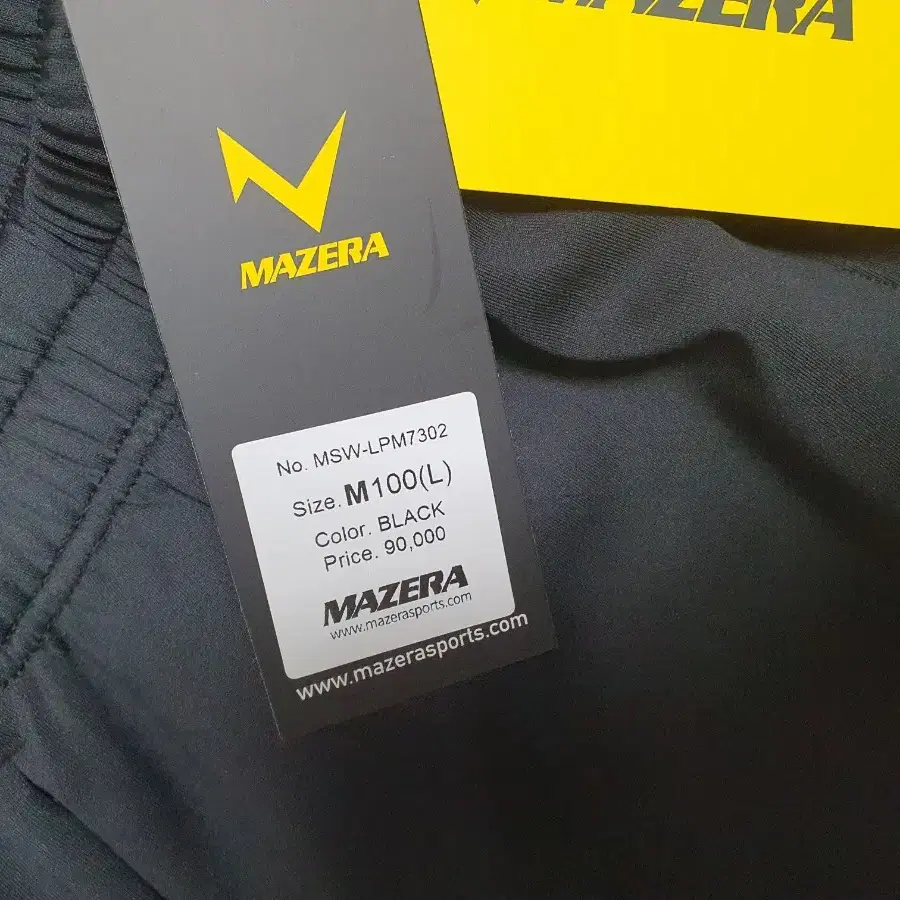 MAZERA
MAZERA
No. MSW-LPM7302
Size. M100(L)
Color. BLACK
Price. 90,000
MAZERA
www.mazerasports.com
www.mazerasports.com